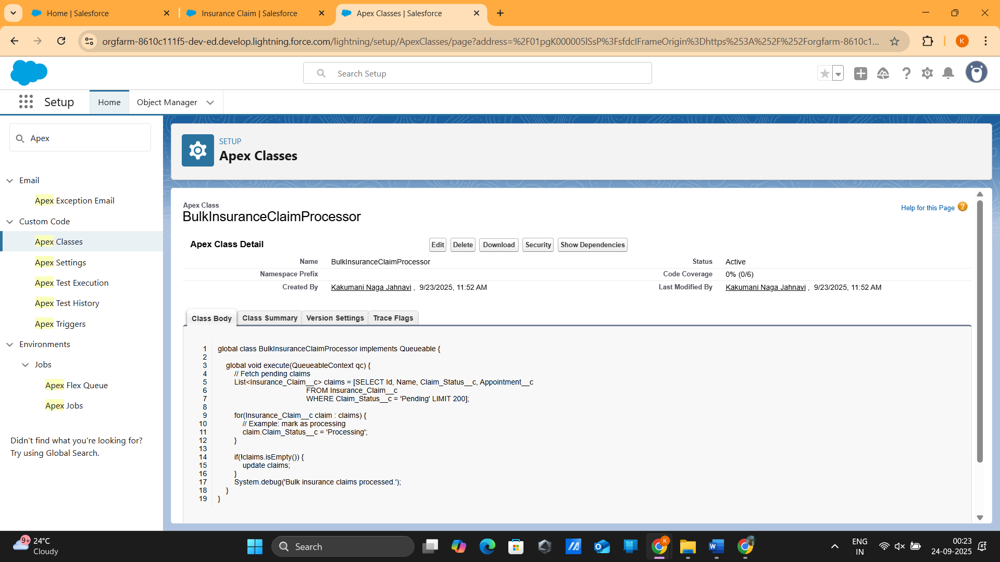 Home | Salesforce
Insurance Claim | Salesforce
Apex Classes | Salesforce
orgfarm-8610c111f5-dev-ed.develop.lightning.force.com/lightning/setup/ApexClasses/page?address=%2F01pgK000005lSsP%3FsfdcIFrameOrigin%3Dhttps%253A%252F%252Forgfarm-8610c1...
K
Search Setup
Setup
Home
Object Manager
Apex
Email
Apex Exception Email
Custom Code
Apex Classes
Apex Settings
Apex Test Execution
Apex Test History
Apex Triggers
Environments
Jobs
Apex Flex Queue
Apex Jobs
Didn't find what you're looking for?
Try using Global Search.
SETUP
Apex Classes
Apex Class
BulkInsuranceClaimProcessor
Help for this Page ?
Apex Class Detail
Edit Delete Download Security Show Dependencies
Name BulkInsuranceClaimProcessor Status Active
Namespace Prefix Code Coverage 0% (0/6)
Created By Kakumani Naga Jahnavi , 9/23/2025, 11:52 AM Last Modified By Kakumani Naga Jahnavi , 9/23/2025, 11:52 AM
Class Body Class Summary Version Settings Trace Flags
1 global class BulkInsuranceClaimProcessor implements Queueable {
2
3 global void execute(QueueableContext qc) {
4 // Fetch pending claims
5 List<Insurance_Claim__c> claims = [SELECT Id, Name, Claim_Status__c, Appointment__c
6 FROM Insurance_Claim__c
7 WHERE Claim_Status__c = 'Pending' LIMIT 200];
8
9 for(Insurance_Claim__c claim : claims) {
10 // Example: mark as processing
11 claim.Claim_Status__c = 'Processing';
12 }
13
14 if(!claims.isEmpty()) {
15 update claims;
16 }
17 System.debug('Bulk insurance claims processed.');
18 }
19 }
9+
24°C
Cloudy
Search
K
ENG
IN
00:23
24-09-2025